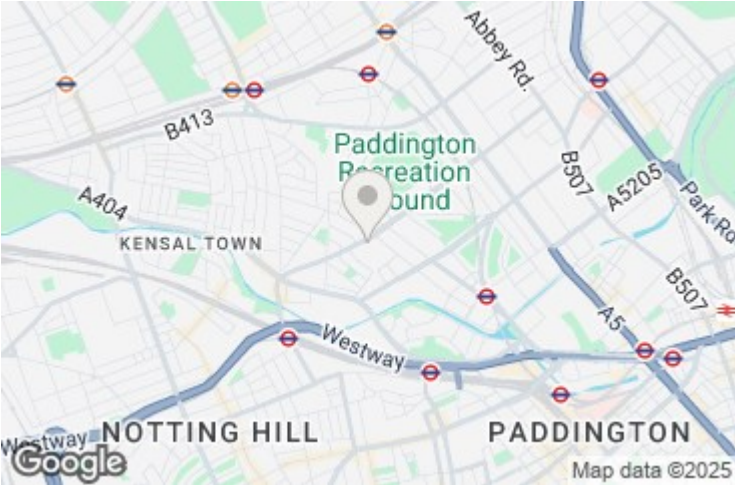 Abbey Rd.
B413
Paddington
Recreation
Ground
B507
A5205
Park Rd
A404
KENSAL TOWN
B507
A5
Westway
Westway
NOTTING HILL
PADDINGTON
Google
Map data ©2025